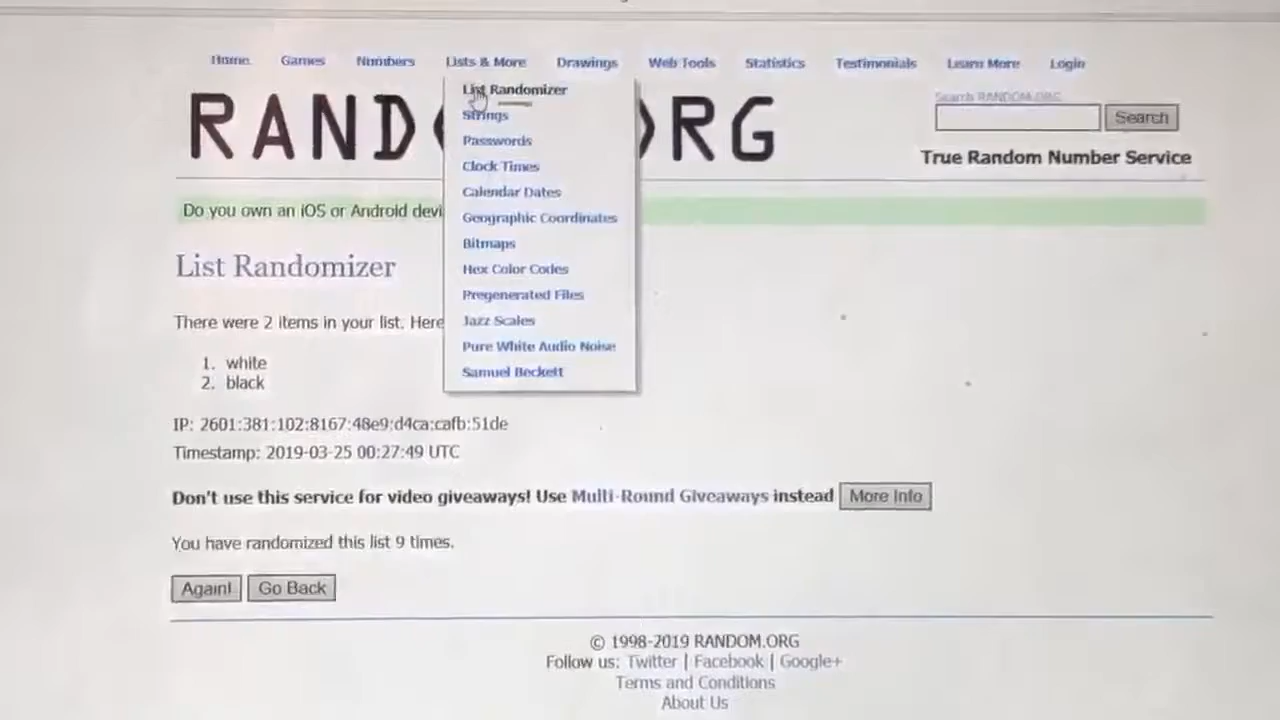 Home Games Numbers Lists & More Drawings Web Tools Statistics Testimonials Learn More Login
List Randomizer
Strings
Passwords
Clock Times
Calendar Dates
Geographic Coordinates
Bitmaps
Hex Color Codes
Pregenerated Files
Jazz Scales
Pure White Audio Noise
Samuel Beckett
RAND RG
Search RANDOM.ORG
Search
True Random Number Service
Do you own an iOS or Android devi
List Randomizer
There were 2 items in your list. Here
1. white
2. black
IP: 2601:381:102:8167:48e9:d4ca:cafb:51de
Timestamp: 2019-03-25 00:27:49 UTC
Don't use this service for video giveaways! Use Multi-Round Giveaways instead More Info
You have randomized this list 9 times.
Again! Go Back
© 1998-2019 RANDOM.ORG
Follow us: Twitter | Facebook | Google+
Terms and Conditions
About Us